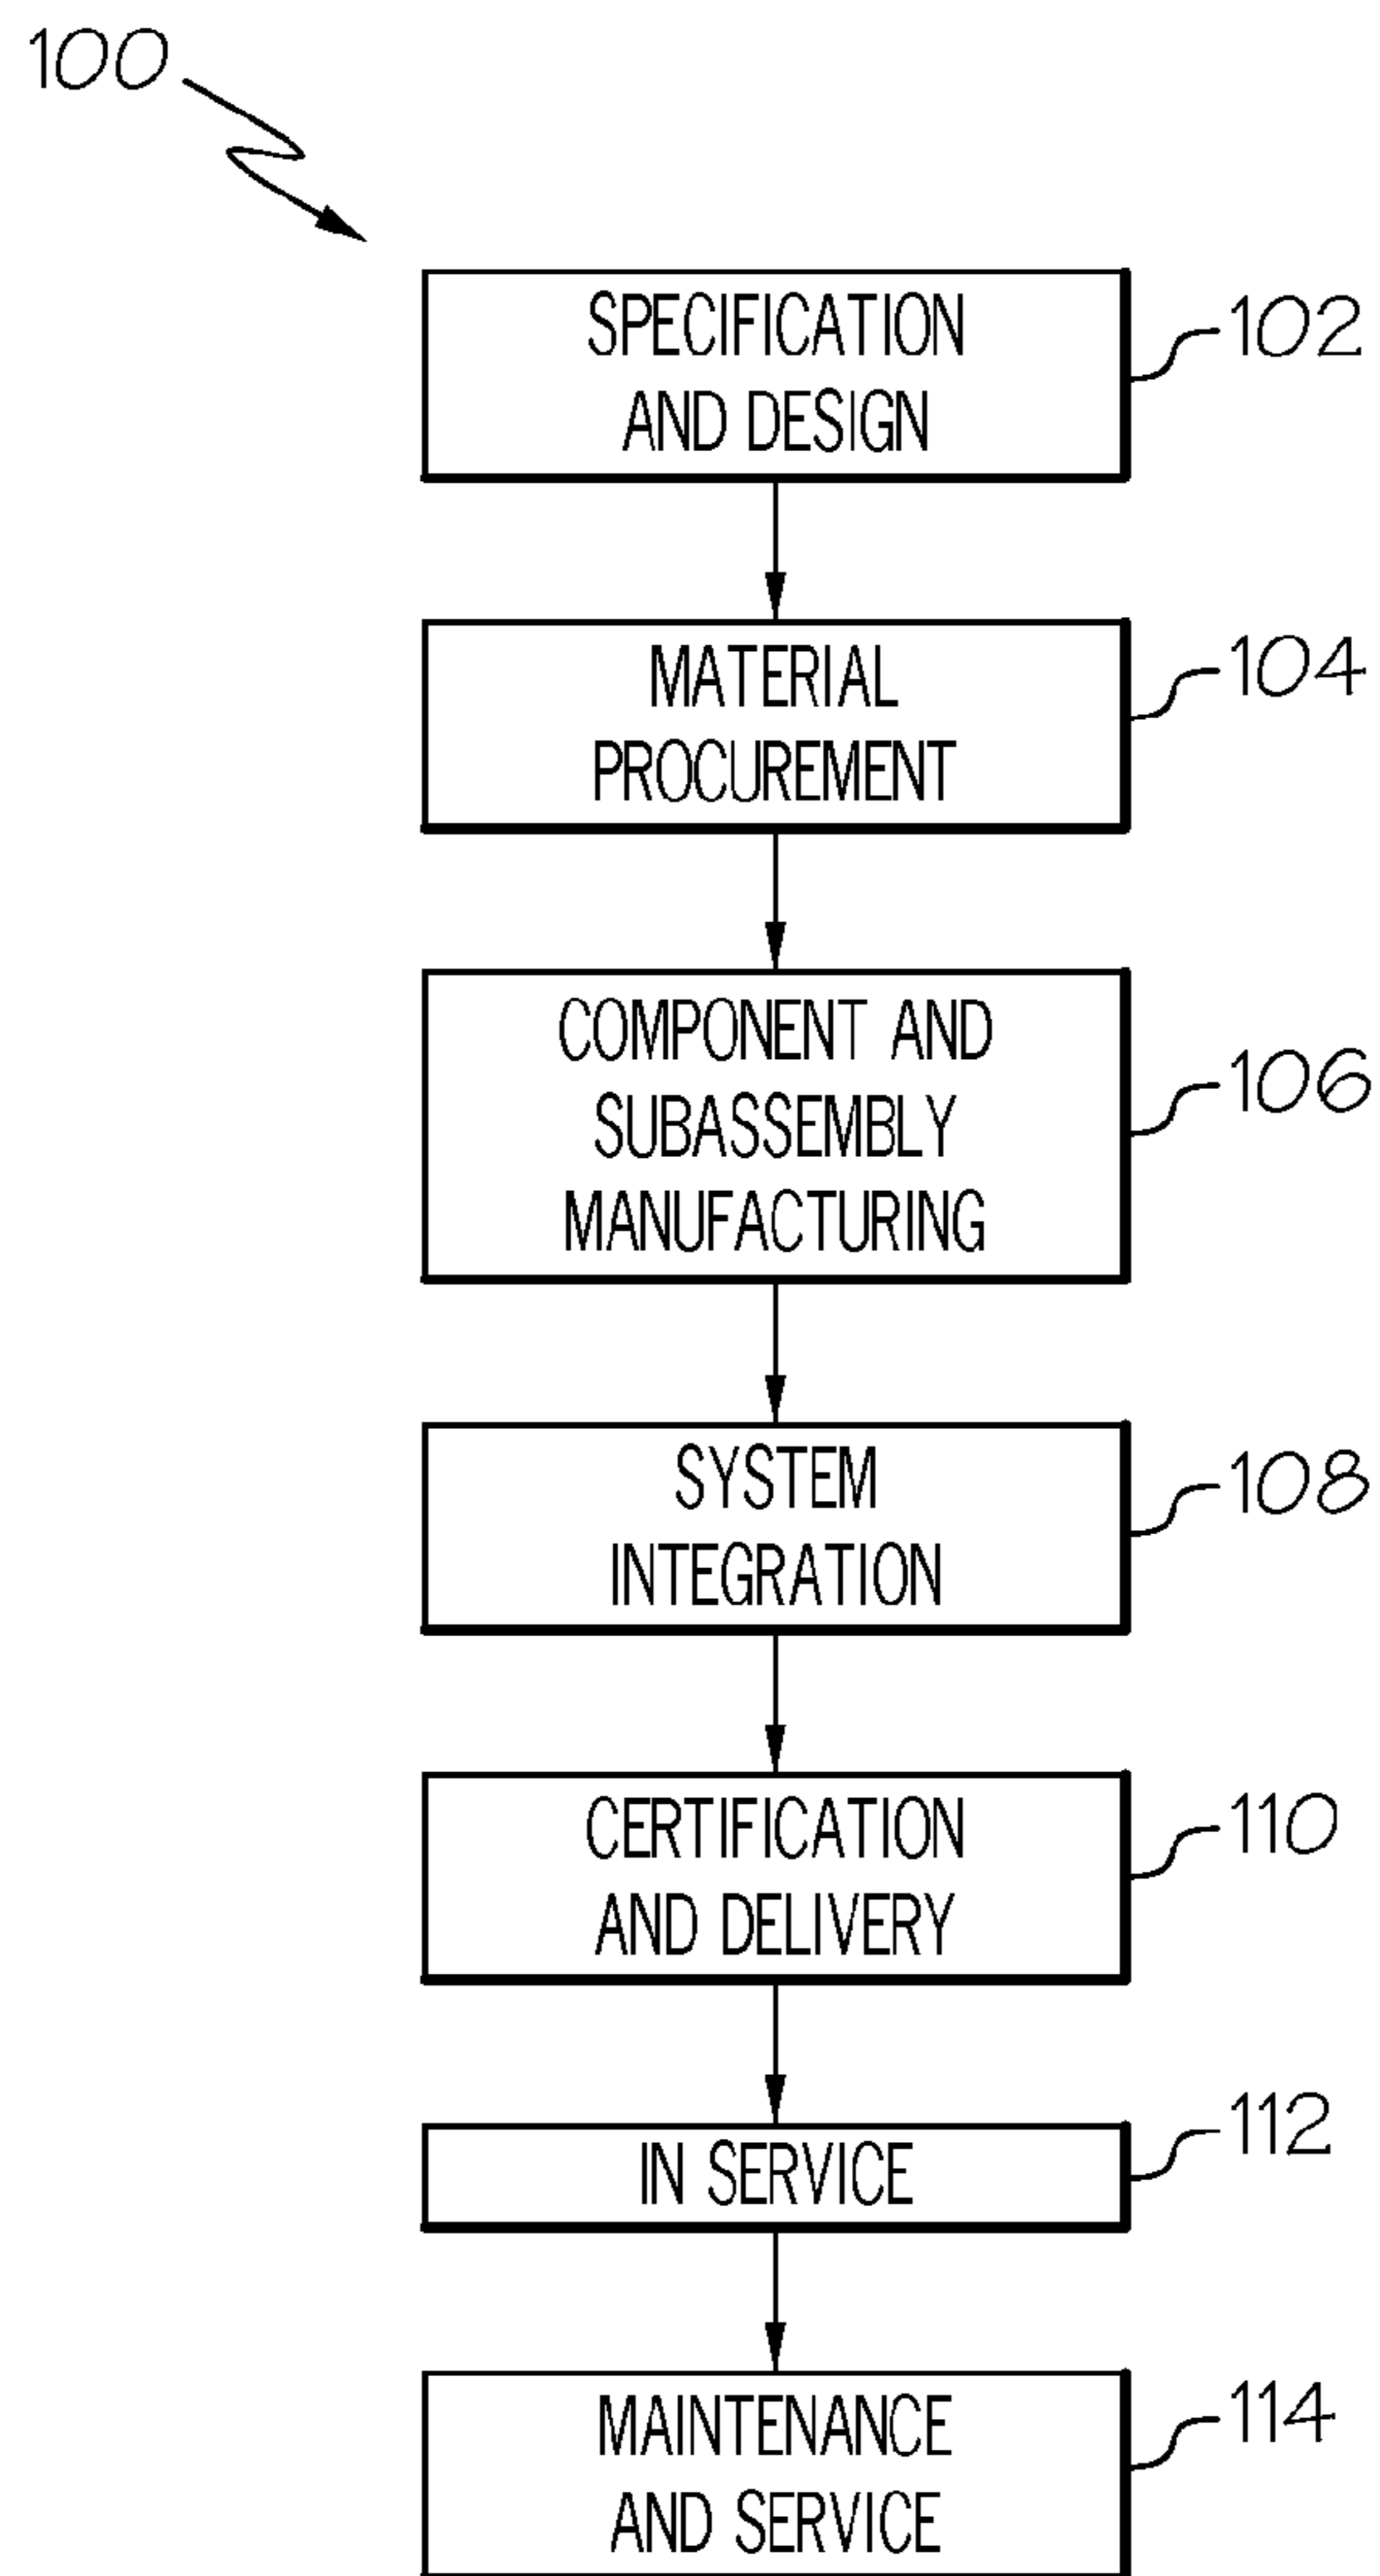 100
SPECIFICATION
AND DESIGN
102
MATERIAL
PROCUREMENT
104
COMPONENT AND
SUBASSEMBLY
MANUFACTURING
106
SYSTEM
INTEGRATION
108
CERTIFICATION
AND DELIVERY
110
IN SERVICE
112
MAINTENANCE
AND SERVICE
114